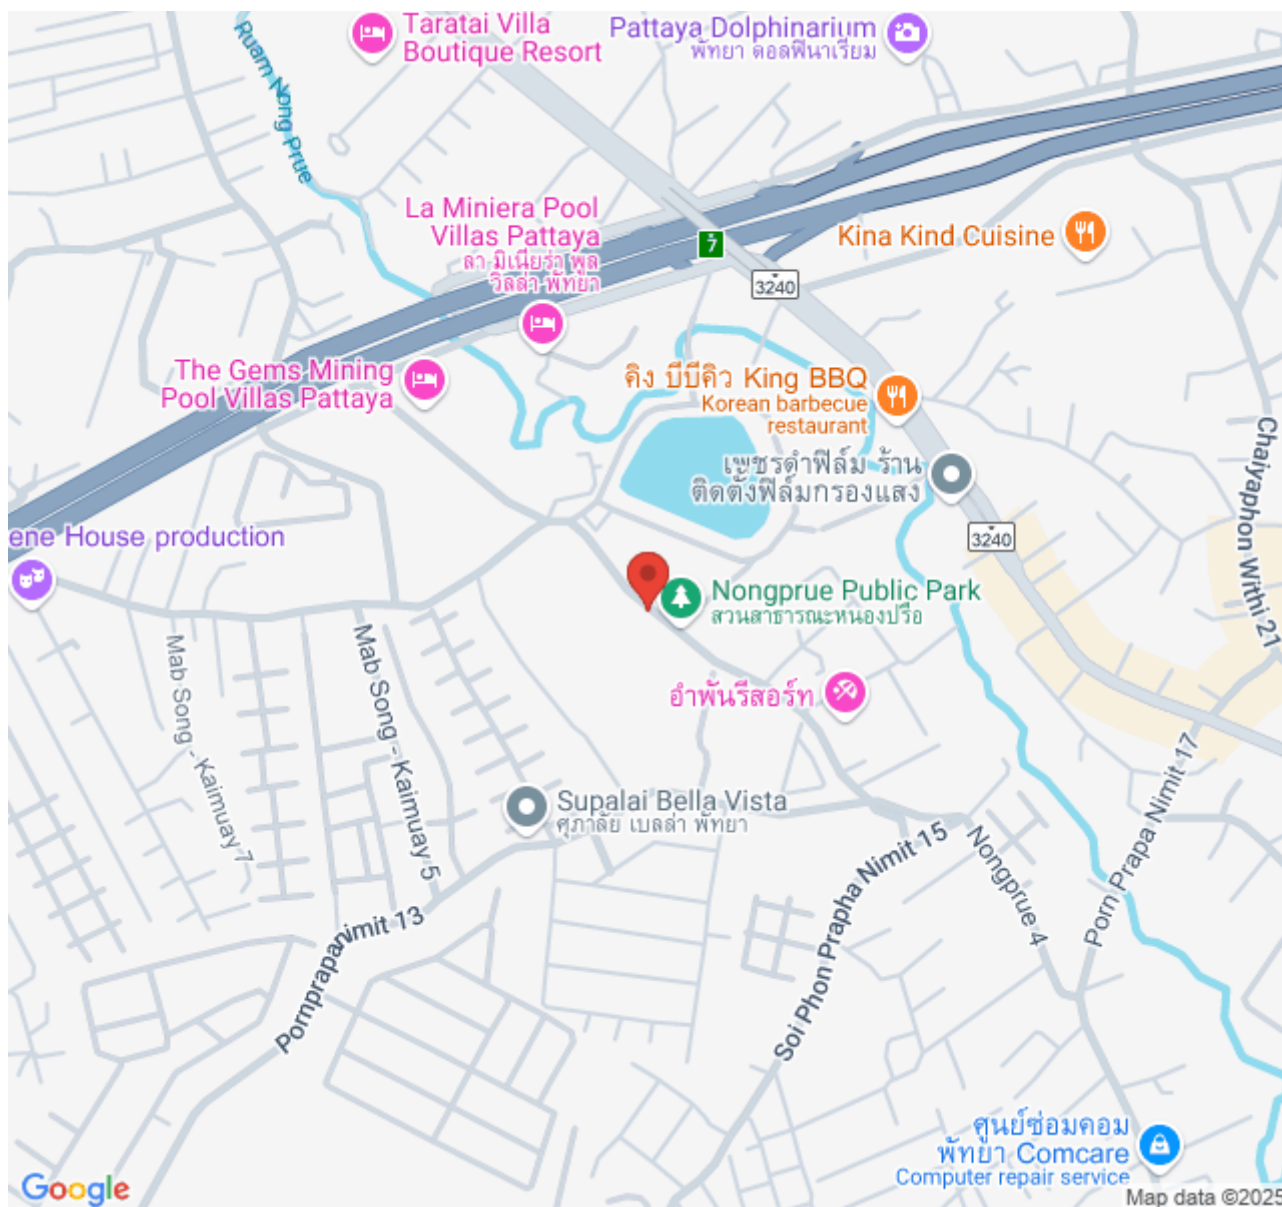 Taratai Villa
Boutique Resort
Pattaya Dolphinarium
พัทยา ดอลฟินาเรียม
Ruam Nong Prue
La Miniera Pool
Villas Pattaya
ล่า มิเนียร่า พูล
วิลล่า พัทยา
7
3240
Kina Kind Cuisine
The Gems Mining
Pool Villas Pattaya
คิง บีบีคิว King BBQ
Korean barbecue
restaurant
เพชรดำฟิล์ม ร้าน
ติดตั้งฟิล์มกรองแสง
Chaiyaphon Withi 21
3240
ene House production
Nongprue Public Park
สวนสาธารณะหนองปรือ
Mab Song - Kaimuay 7
Mab Song - Kaimuay 5
อำพันรีสอร์ท
Supalai Bella Vista
ศุภาลัย เบลล่า พัทยา
Porn Prapa Nimit 17
Soi Phon Prapha Nimit 15
Nongprue 4
Pornprapanimit 13
ศูนย์ซ่อมคอม
พัทยา Comcare
Computer repair service
Google
Map data ©2025